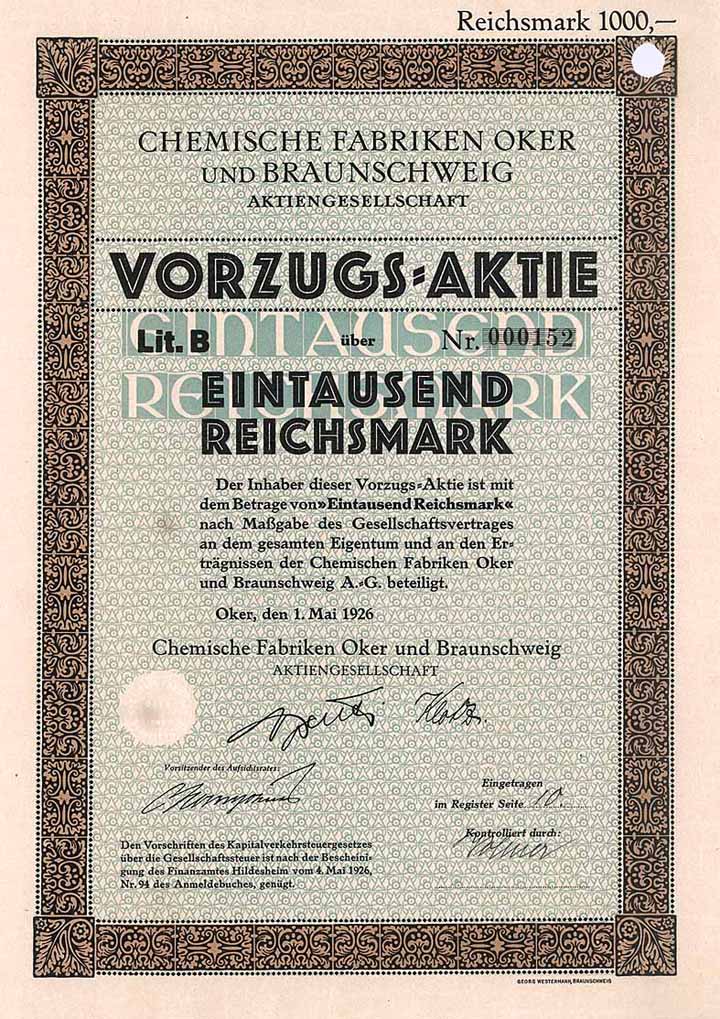 Reichsmark 1000,—
CHEMISCHE FABRIKEN OKER
UND BRAUNSCHWEIG
AKTIENGESELLSCHAFT
VORZUGS=AKTIE
EINTAUSEND
Lit. B über Nr. 000152
REICHSMARK
EINTAUSEND
REICHSMARK
Der Inhaber dieser Vorzugs=Aktie ist mit
dem Betrage von »Eintausend Reichsmark«
nach Maßgabe des Gesellschaftsvertrages
an dem gesamten Eigentum und an den Er=
trägnissen der Chemischen Fabriken Oker
und Braunschweig A.=G. beteiligt.
Oker, den 1. Mai 1926
Chemische Fabriken Oker und Braunschweig
AKTIENGESELLSCHAFT
Vorsitzender des Aufsichtsrates:
Eingetragen
im Register Seite 10.
Kontrolliert durch:
Den Vorschriften des Kapitalverkehrsteuergesetzes
über die Gesellschaftssteuer ist nach der Bescheini=
gung des Finanzamtes Hildesheim vom 4. Mai 1926,
Nr. 94 des Anmeldebuches, genügt.
GEORG WESTERMANN, BRAUNSCHWEIG